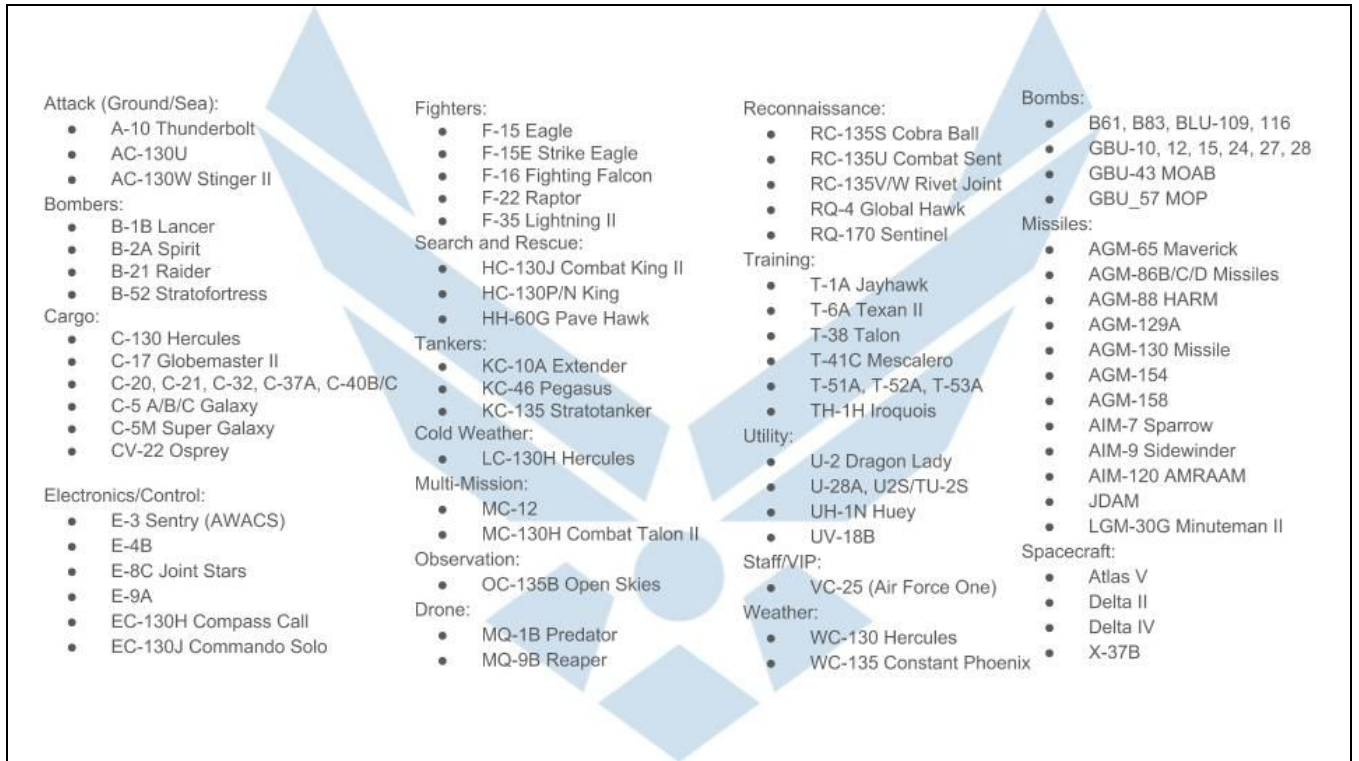 Attack (Ground/Sea):
● A-10 Thunderbolt
● AC-130U
● AC-130W Stinger II
Bombers:
● B-1B Lancer
● B-2A Spirit
● B-21 Raider
● B-52 Stratofortress
Cargo:
● C-130 Hercules
● C-17 Globemaster II
● C-20, C-21, C-32, C-37A, C-40B/C
● C-5 A/B/C Galaxy
● C-5M Super Galaxy
● CV-22 Osprey
Electronics/Control:
● E-3 Sentry (AWACS)
● E-4B
● E-8C Joint Stars
● E-9A
● EC-130H Compass Call
● EC-130J Commando Solo
Fighters:
● F-15 Eagle
● F-15E Strike Eagle
● F-16 Fighting Falcon
● F-22 Raptor
● F-35 Lightning II
Search and Rescue:
● HC-130J Combat King II
● HC-130P/N King
● HH-60G Pave Hawk
Tankers:
● KC-10A Extender
● KC-46 Pegasus
● KC-135 Stratotanker
Cold Weather:
● LC-130H Hercules
Multi-Mission:
● MC-12
● MC-130H Combat Talon II
Observation:
● OC-135B Open Skies
Drone:
● MQ-1B Predator
● MQ-9B Reaper
Reconnaissance:
● RC-135S Cobra Ball
● RC-135U Combat Sent
● RC-135V/W Rivet Joint
● RQ-4 Global Hawk
● RQ-170 Sentinel
Training:
● T-1A Jayhawk
● T-6A Texan II
● T-38 Talon
● T-41C Mescalero
● T-51A, T-52A, T-53A
● TH-1H Iroquois
Utility:
● U-2 Dragon Lady
● U-28A, U2S/TU-2S
● UH-1N Huey
● UV-18B
Staff/VIP:
● VC-25 (Air Force One)
Weather:
● WC-130 Hercules
● WC-135 Constant Phoenix
Bombs:
● B61, B83, BLU-109, 116
● GBU-10, 12, 15, 24, 27, 28
● GBU-43 MOAB
● GBU_57 MOP
Missiles:
● AGM-65 Maverick
● AGM-86B/C/D Missiles
● AGM-88 HARM
● AGM-129A
● AGM-130 Missile
● AGM-154
● AGM-158
● AIM-7 Sparrow
● AIM-9 Sidewinder
● AIM-120 AMRAAM
● JDAM
● LGM-30G Minuteman II
Spacecraft:
● Atlas V
● Delta II
● Delta IV
● X-37B